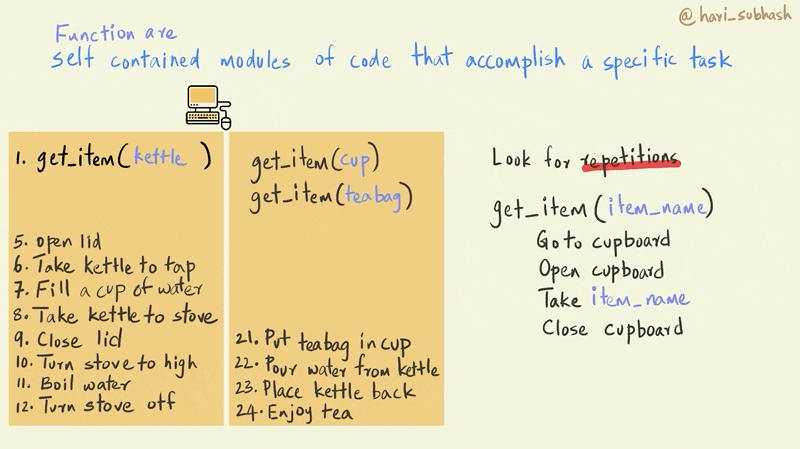 @hari_subhash
Function are
self contained modules of code that accomplish a specific task
1. get_item(kettle )
5. open lid
6. Take kettle to tap
7. Fill a cup of water
8. Take kettle to stove
9. Close lid
10. Turn stove to high
11. Boil water
12. Turn stove off
get_item(cup)
get_item(teabag)
21. Put teabag in cup
22. Pour water from kettle
23. Place kettle back
24. Enjoy tea
Look for repetitions
get_item(item_name)
Go to cupboard
Open cupboard
Take item_name
Close cupboard